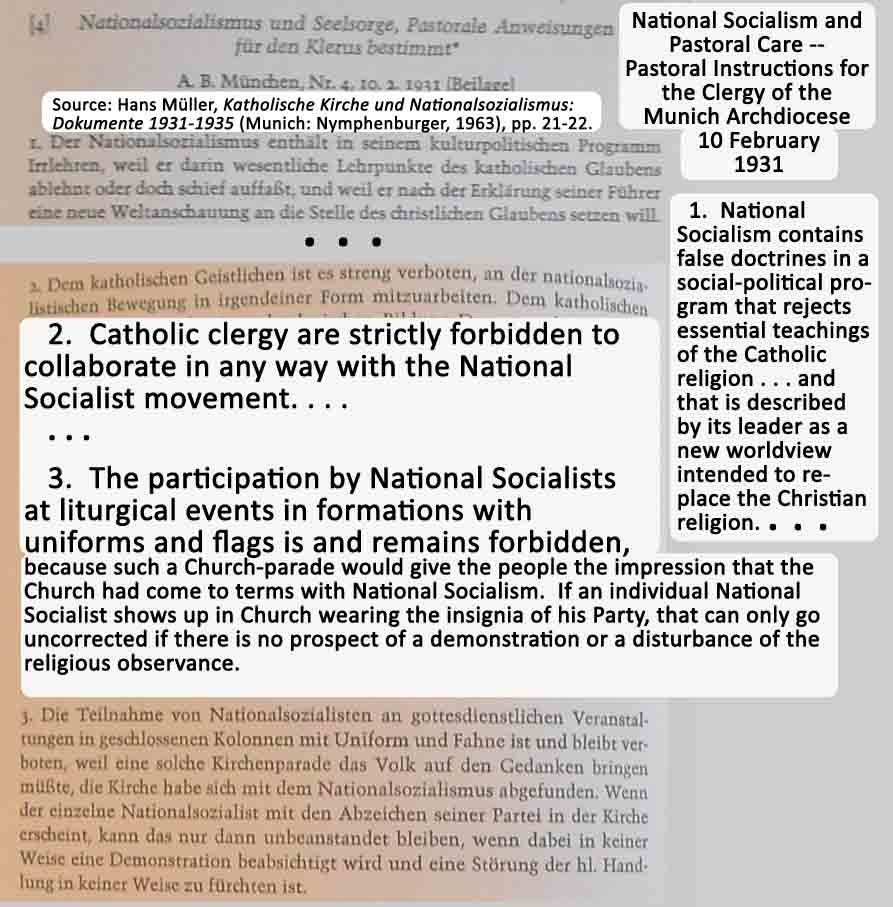 [4] Nationalsozialismus und Seelsorge, Pastorale Anweisungen
für den Klerus bestimmt*
A. B. München, Nr. 4, 10. 2. 1931 [Beilage]
Source: Hans Müller, Katholische Kirche und Nationalsozialismus:
Dokumente 1931-1935 (Munich: Nymphenburger, 1963), pp. 21-22.
National Socialism and
Pastoral Care --
Pastoral Instructions for
the Clergy of the
Munich Archdiocese
10 February
1931
1. Der Nationalsozialismus enthält in seinem kulturpolitischen Programm
Irrlehren, weil er darin wesentliche Lehrpunkte des katholischen Glaubens
ablehnt oder doch schief auffaßt, und weil er nach der Erklärung seiner Führer
eine neue Weltanschauung an die Stelle des christlichen Glaubens setzen will.
• • •
1. National
Socialism contains
false doctrines in a
social-political pro-
gram that rejects
essential teachings
of the Catholic
religion . . . and
that is described
by its leader as a
new worldview
intended to re-
place the Christian
religion. • • •
2. Dem katholischen Geistlichen ist es streng verboten, an der nationalsozia-
listischen Bewegung in irgendeiner Form mitzuarbeiten. Dem katholischen
2. Catholic clergy are strictly forbidden to
collaborate in any way with the National
Socialist movement. . . .
. . .
3. The participation by National Socialists
at liturgical events in formations with
uniforms and flags is and remains forbidden,
because such a Church-parade would give the people the impression that the
Church had come to terms with National Socialism. If an individual National
Socialist shows up in Church wearing the insignia of his Party, that can only go
uncorrected if there is no prospect of a demonstration or a disturbance of the
religious observance.
3. Die Teilnahme von Nationalsozialisten an gottesdienstlichen Veranstal-
tungen in geschlossenen Kolonnen mit Uniform und Fahne ist und bleibt ver-
boten, weil eine solche Kirchenparade das Volk auf den Gedanken bringen
müßte, die Kirche habe sich mit dem Nationalsozialismus abgefunden. Wenn
der einzelne Nationalsozialist mit den Abzeichen seiner Partei in der Kirche
erscheint, kann das nur dann unbeanstandet bleiben, wenn dabei in keiner
Weise eine Demonstration beabsichtigt wird und eine Störung der hl. Hand-
lung in keiner Weise zu fürchten ist.